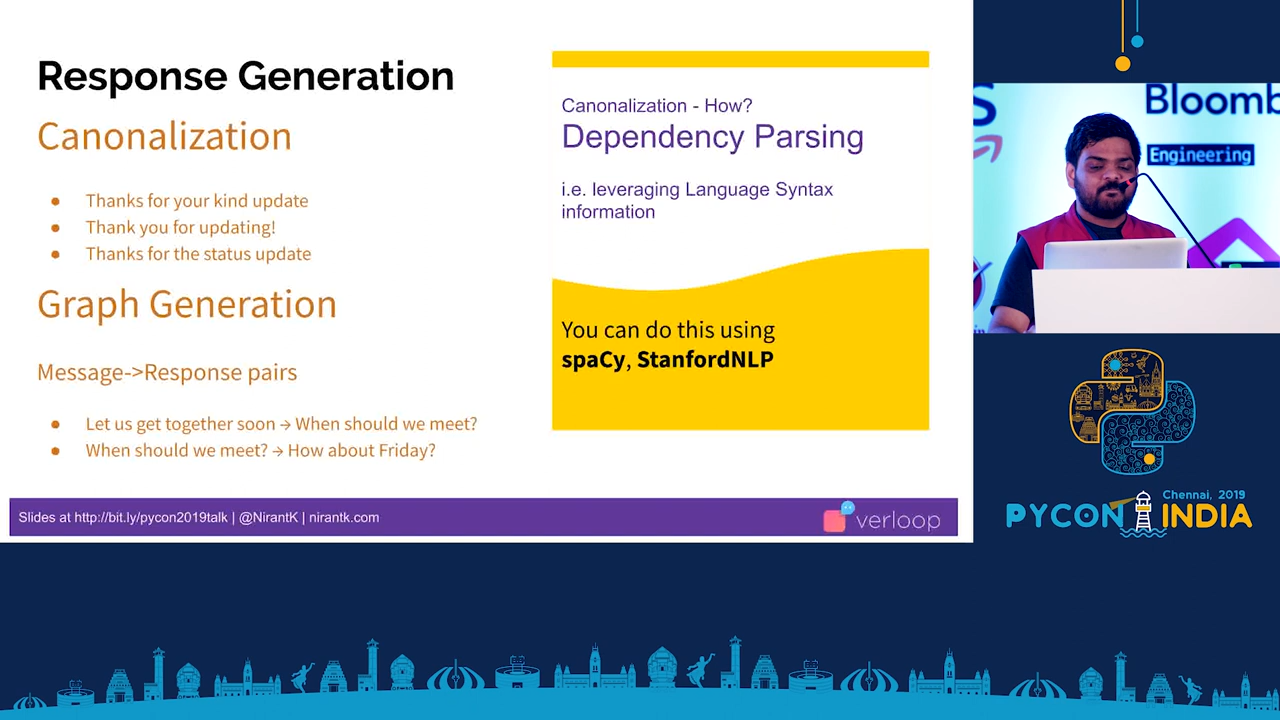 Response Generation
Canonalization
Thanks for your kind update
Thank you for updating!
Thanks for the status update
Graph Generation
Message->Response pairs
Let us get together soon → When should we meet?
When should we meet? → How about Friday?
Canonalization - How?
Dependency Parsing
i.e. leveraging Language Syntax
information
You can do this using
spaCy, StanfordNLP
Slides at http://bit.ly/pycon2019talk | @NirantK | nirantk.com
verloop
S
Bloomb
Engineering
Chennai, 2019
PYCON INDIA